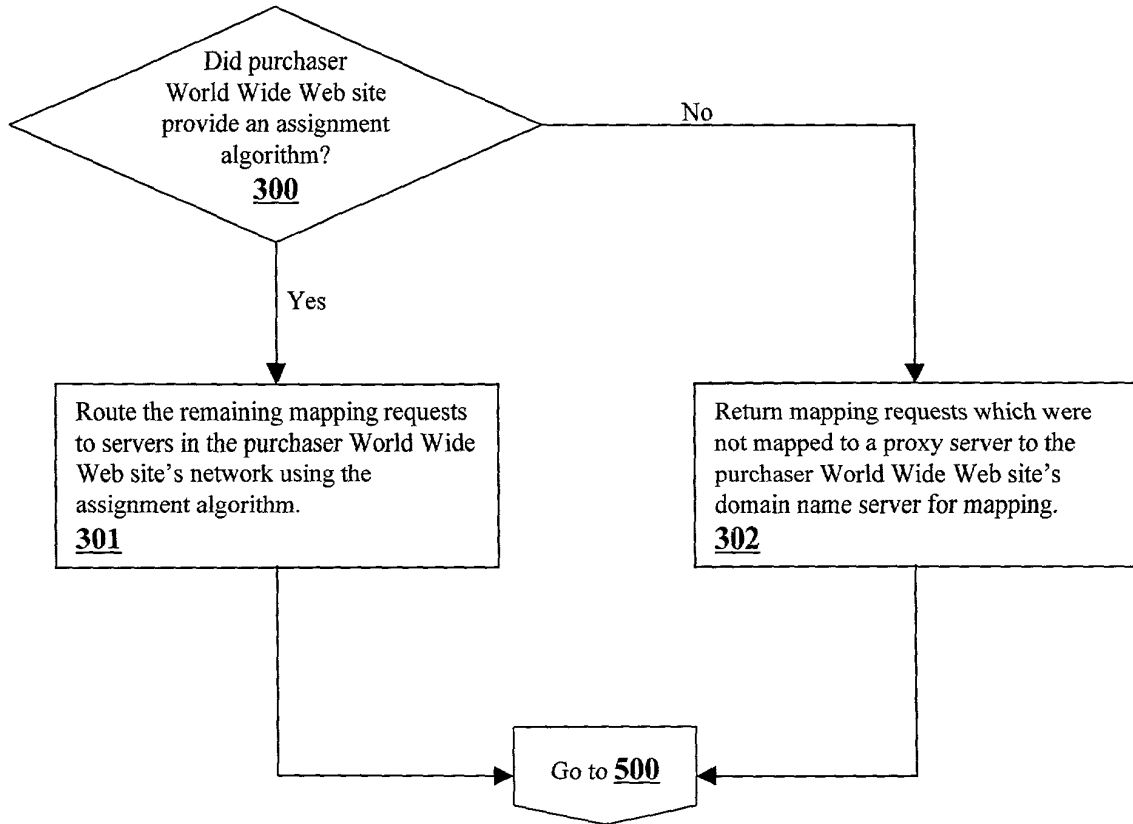 Did purchaser
World Wide Web site
provide an assignment
algorithm?
300
No
Yes
Route the remaining mapping requests
to servers in the purchaser World Wide
Web site's network using the
assignment algorithm.
301
Return mapping requests which were
not mapped to a proxy server to the
purchaser World Wide Web site's
domain name server for mapping.
302
Go to 500